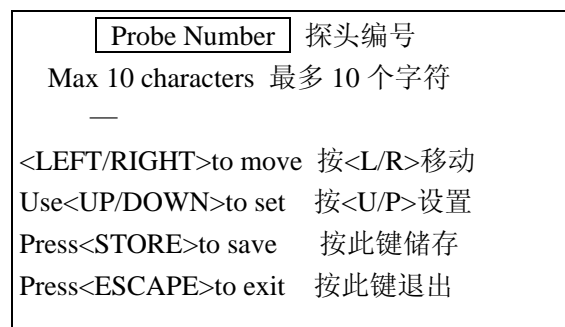 Probe Number 探头编号
Max 10 characters 最多 10 个字符
—
<LEFT/RIGHT>to move 按<L/R>移动
Use<UP/DOWN>to set 按<U/P>设置
Press<STORE>to save 按此键储存
Press<ESCAPE>to exit 按此键退出